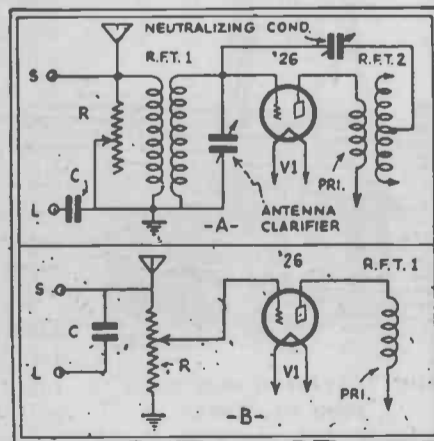 NEUTRALIZING COND.
R.F.T. 1
'26
R.F.T. 2
S
R
C
L
V1
PRI.
ANTENNA
CLARIFIER
-A-
'26
R.F.T. 1
S
C
L
R
V1
PRI.
-B-